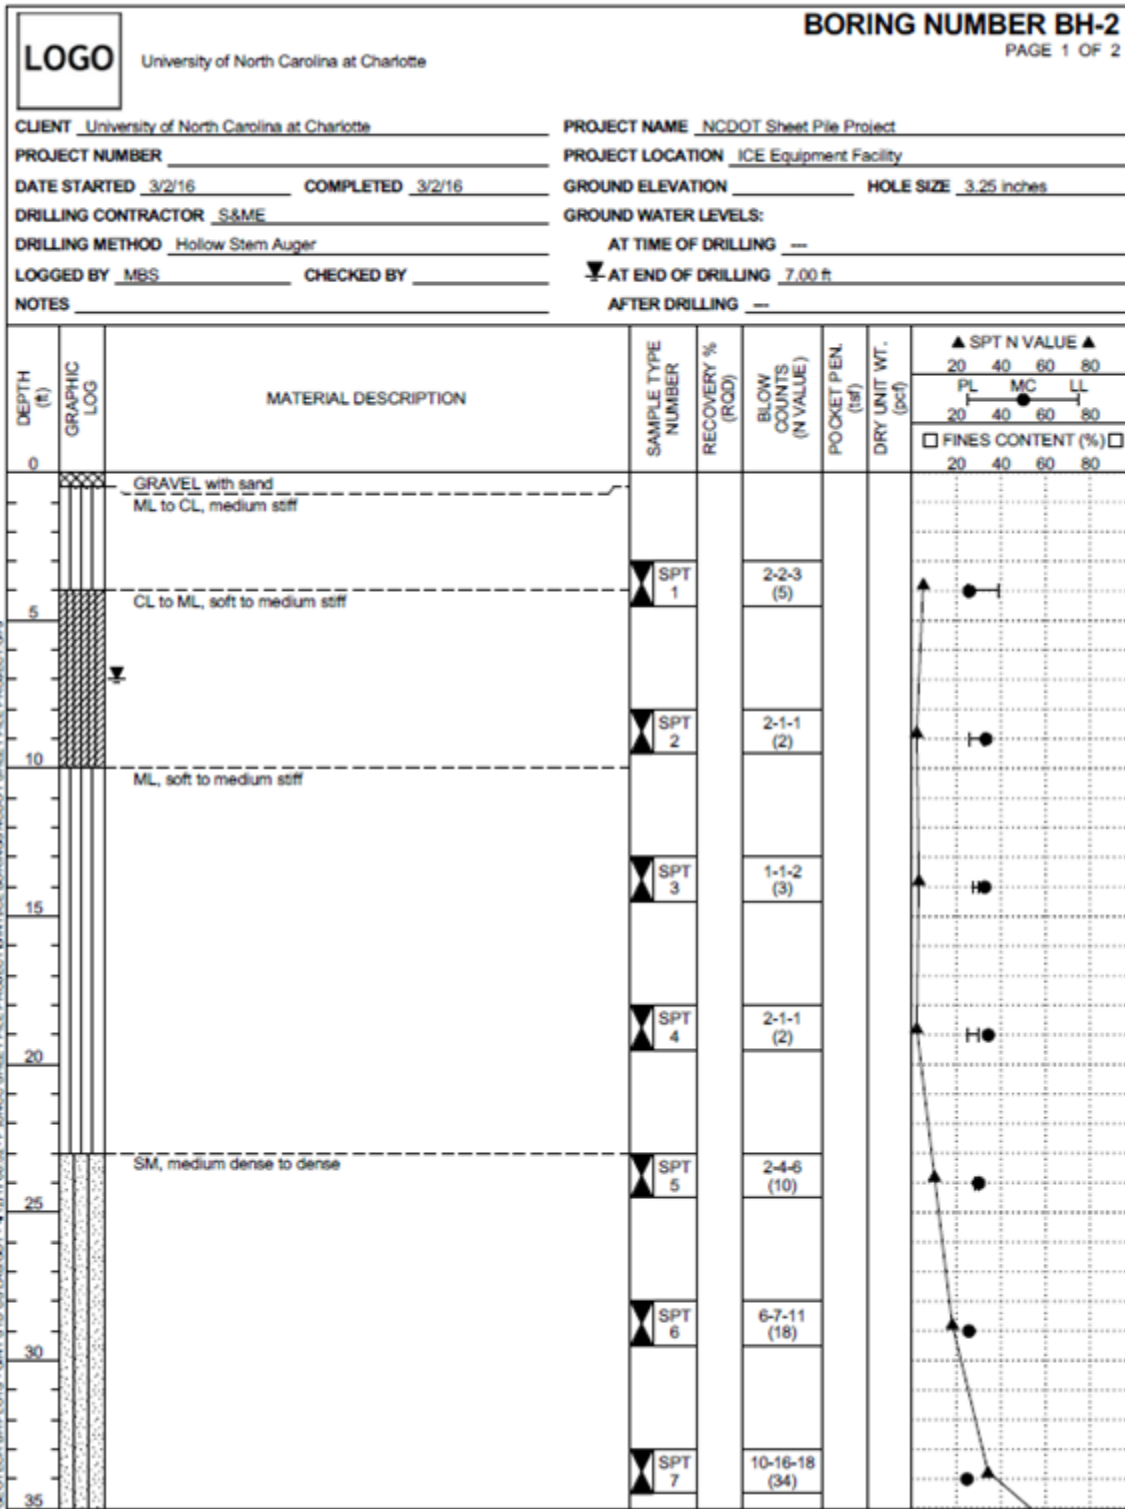 BORING NUMBER BH-2
PAGE 1 OF 2
LOGO
University of North Carolina at Charlotte
CLIENT University of North Carolina at Charlotte
PROJECT NAME NCDOT Sheet Pile Project
PROJECT NUMBER
PROJECT LOCATION ICE Equipment Facility
DATE STARTED 3/2/16 COMPLETED 3/2/16
GROUND ELEVATION HOLE SIZE 3.25 inches
DRILLING CONTRACTOR S&ME
GROUND WATER LEVELS:
DRILLING METHOD Hollow Stem Auger
AT TIME OF DRILLING ---
LOGGED BY MBS CHECKED BY
AT END OF DRILLING 7.00 ft
NOTES
AFTER DRILLING ---
DEPTH
(ft)
GRAPHIC
LOG
MATERIAL DESCRIPTION
SAMPLE TYPE
NUMBER
RECOVERY %
(RQD)
BLOW
COUNTS
(N VALUE)
POCKET PEN.
(tsf)
DRY UNIT WT.
(pcf)
▲ SPT N VALUE ▲
20 40 60 80
PL MC LL
20 40 60 80
□ FINES CONTENT (%) □
20 40 60 80
0
GRAVEL with sand
ML to CL, medium stiff
SPT
1
2-2-3
(5)
CL to ML, soft to medium stiff
5
SPT
2
2-1-1
(2)
10
ML, soft to medium stiff
SPT
3
1-1-2
(3)
15
SPT
4
2-1-1
(2)
20
SM, medium dense to dense
SPT
5
2-4-6
(10)
25
SPT
6
6-7-11
(18)
30
SPT
7
10-16-18
(34)
35